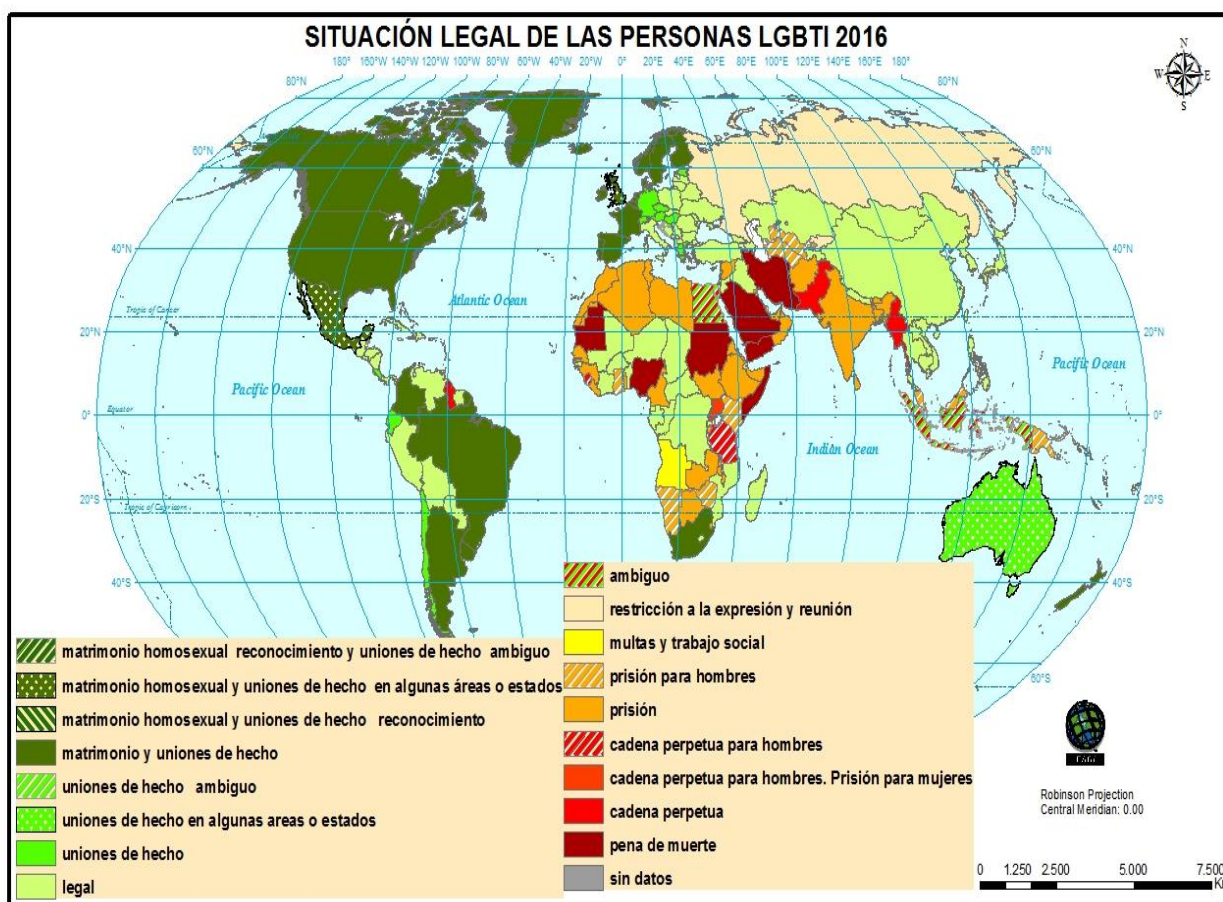 SITUACIÓN LEGAL DE LAS PERSONAS LGBTI 2016
180° 160°W 140°W 120°W 100°W 80°W 60°W 40°W 20°W 0° 20°E 40°E 60°E 80°E 100°E 120°E 140°E 160°E 180°
N
W E
S
80°N 80°N
60°N 60°N
40°N 40°N
Atlantic Ocean
Tropic of Cancer
20°N 20°N
Pacific Ocean Pacific Ocean
Equator
0° 0°
Indian Ocean
20°S 20°S
Tropic of Capricorn
40°S 40°S
60°S
matrimonio homosexual reconocimiento y uniones de hecho ambiguo
matrimonio homosexual y uniones de hecho en algunas áreas o estados
matrimonio homosexual y uniones de hecho reconocimiento
matrimonio y uniones de hecho
uniones de hecho ambiguo
uniones de hecho en algunas areas o estados
uniones de hecho
legal
ambiguo
restricción a la expresión y reunión
multas y trabajo social
prisión para hombres
prisión
cadena perpetua para hombres
cadena perpetua para hombres. Prisión para mujeres
cadena perpetua
pena de muerte
sin datos
Robinson Projection
Central Meridian: 0.00
0 1.250 2.500 5.000 7.500